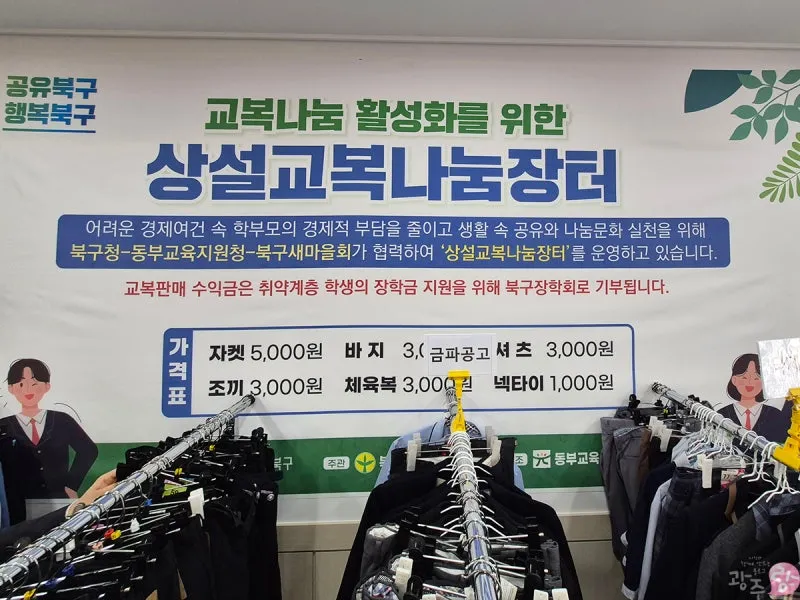 공유북구
행복북구
교복나눔 활성화를 위한
상설교복나눔장터
어려운 경제여건 속 학부모의 경제적 부담을 줄이고 생활 속 공유와 나눔문화 실천을 위해
북구청-동부교육지원청-북구새마을회가 협력하여 '상설교복나눔장터'를 운영하고 있습니다.
교복판매 수익금은 취약계층 학생의 장학금 지원을 위해 북구장학회로 기부됩니다.
가격표
자켓 5,000원 바지 3,0 셔츠 3,000원
금파공고
조끼 3,000원 체육복 3,000원 넥타이 1,000원
북구 주관 동부교육
광주랑